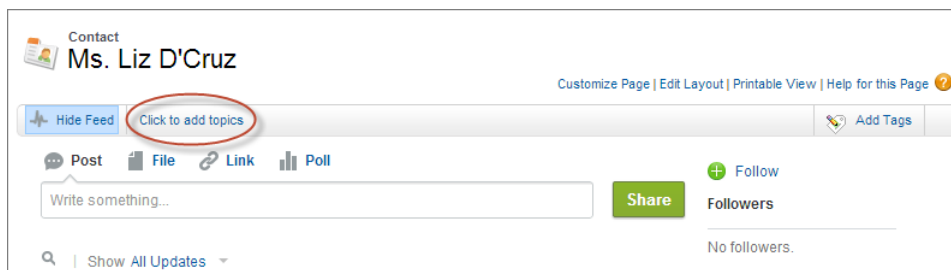 Contact
Ms. Liz D'Cruz
Customize Page | Edit Layout | Printable View | Help for this Page ?
Hide Feed Click to add topics Add Tags
Post File Link Poll
Follow
Write something... Share
Followers
No followers.
Show All Updates